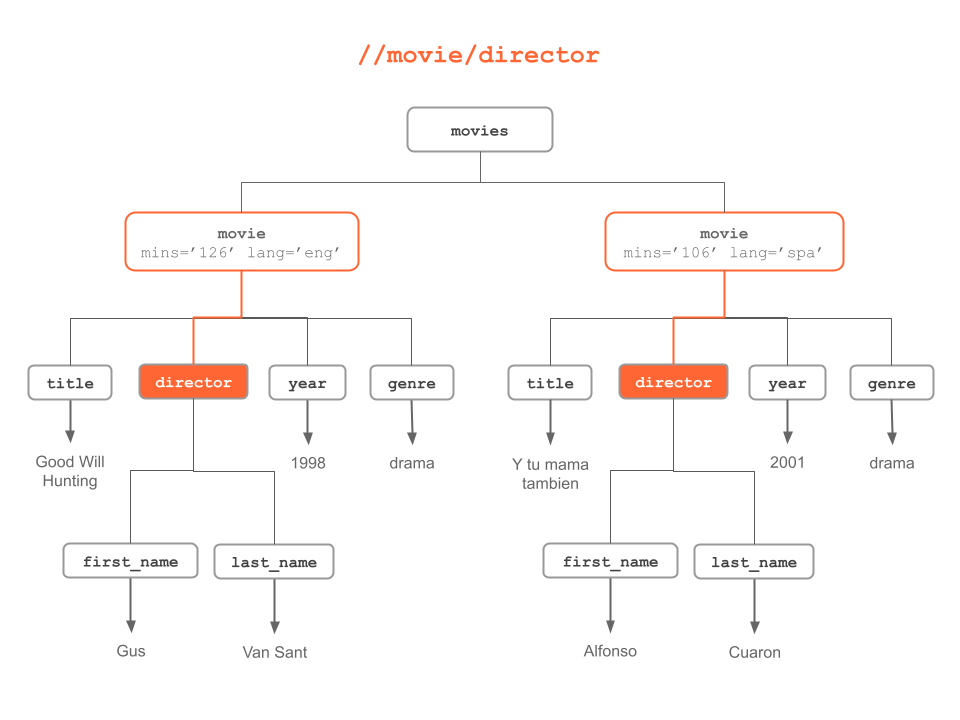 //movie/director
movies
movie
mins=’126’ lang=’eng’
movie
mins=’106’ lang=’spa’
title
director
year
genre
title
director
year
genre
Good Will
Hunting
1998
drama
Y tu mama
tambien
2001
drama
first_name
last_name
first_name
last_name
Gus
Van Sant
Alfonso
Cuaron